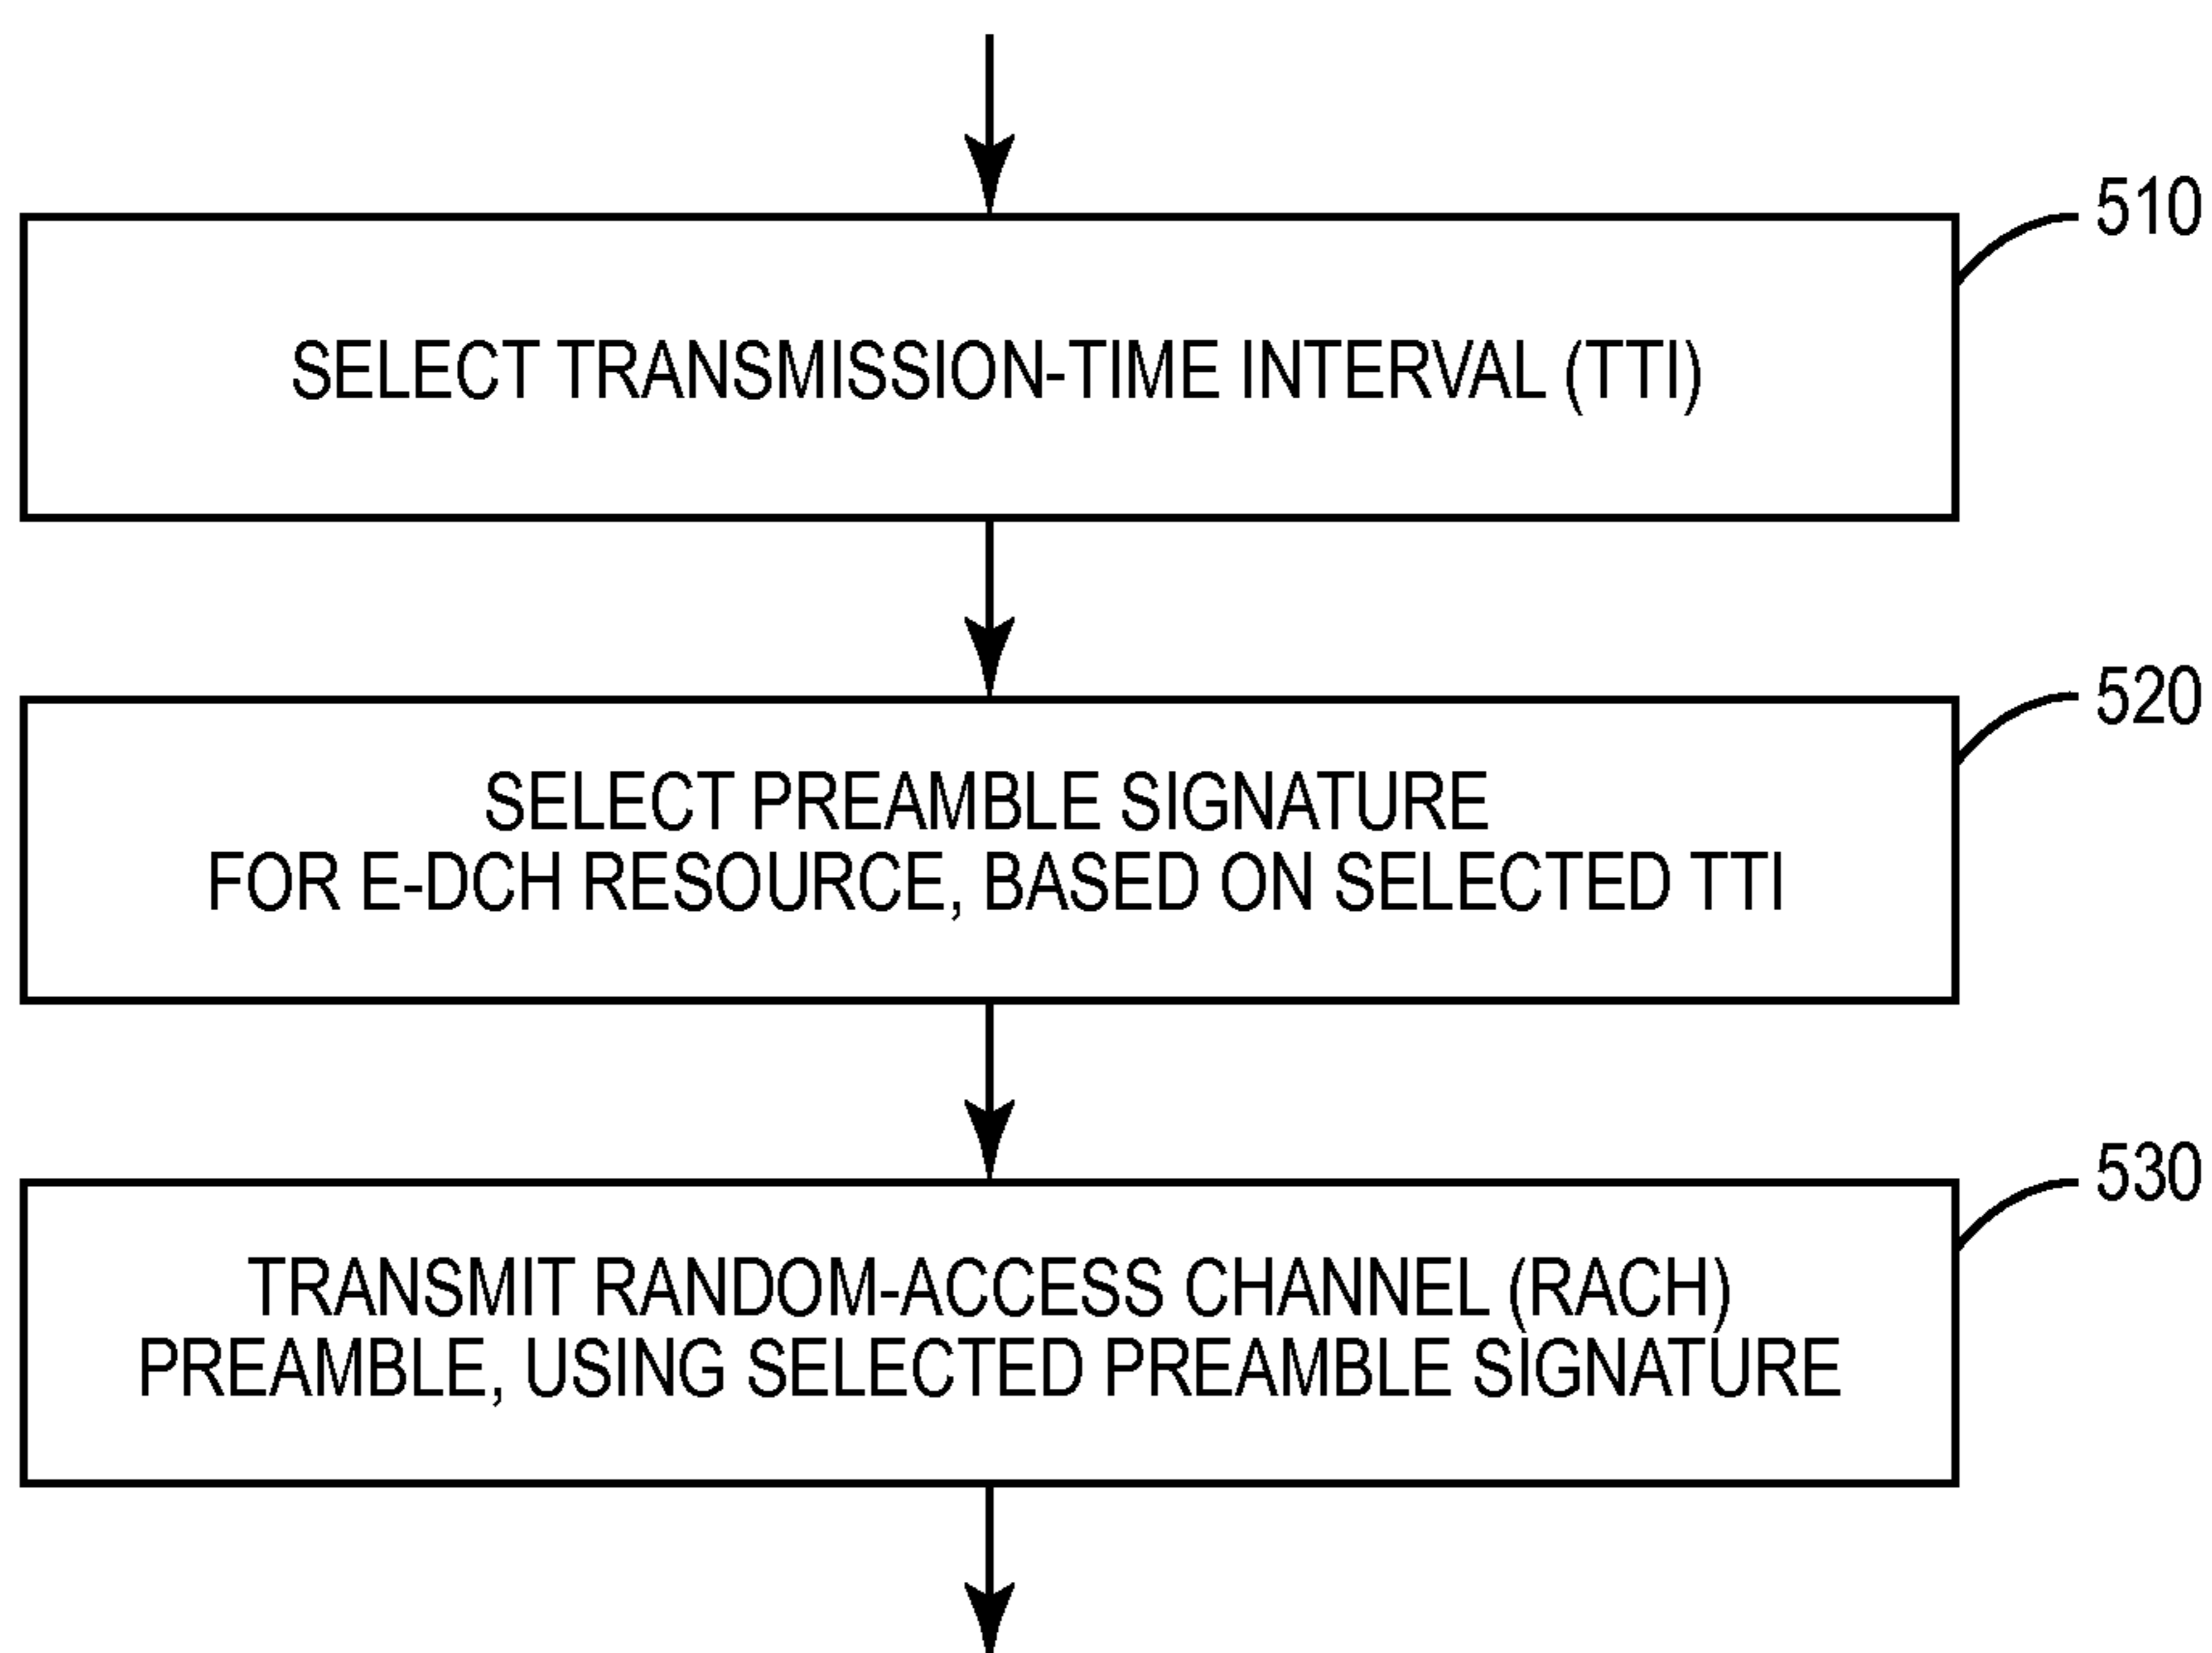 510
SELECT TRANSMISSION-TIME INTERVAL (TTI)
520
SELECT PREAMBLE SIGNATURE
FOR E-DCH RESOURCE, BASED ON SELECTED TTI
530
TRANSMIT RANDOM-ACCESS CHANNEL (RACH)
PREAMBLE, USING SELECTED PREAMBLE SIGNATURE